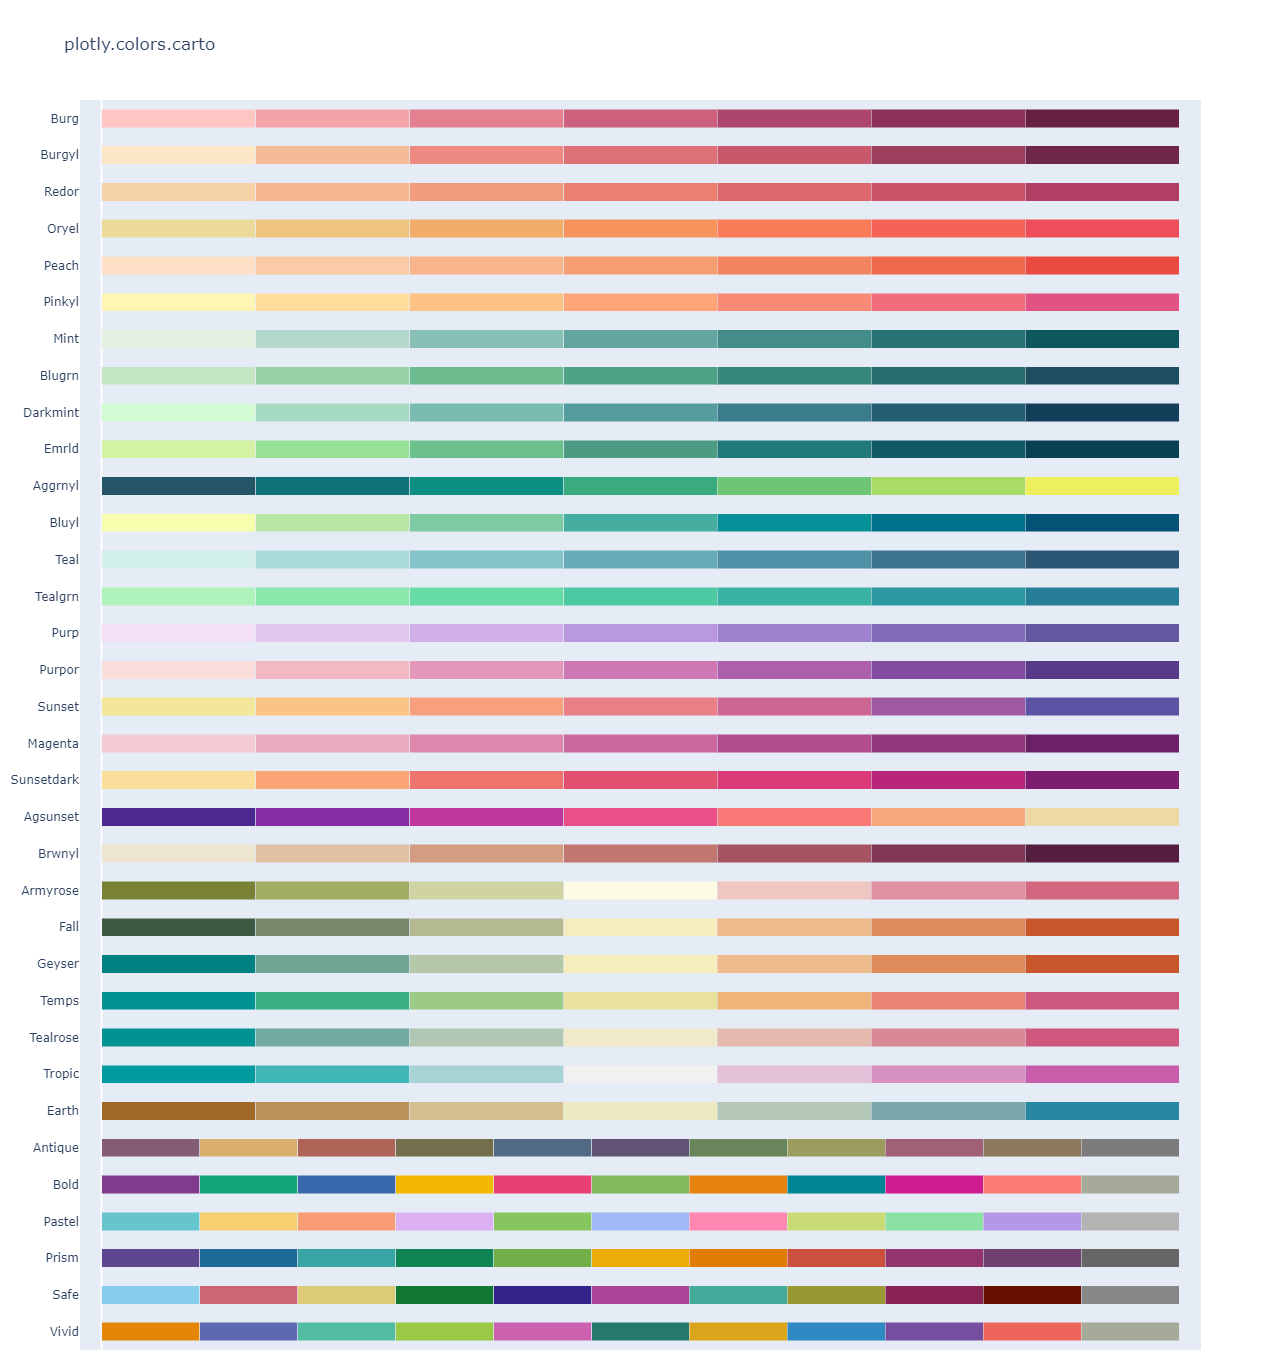 plotly.colors.carto
Burg
Burgyl
Redor
Oryel
Peach
Pinkyl
Mint
Blugrn
Darkmint
Emrld
Aggrnyl
Bluyl
Teal
Tealgrn
Purp
Purpor
Sunset
Magenta
Sunsetdark
Agsunset
Brwnyl
Armyrose
Fall
Geyser
Temps
Tealrose
Tropic
Earth
Antique
Bold
Pastel
Prism
Safe
Vivid